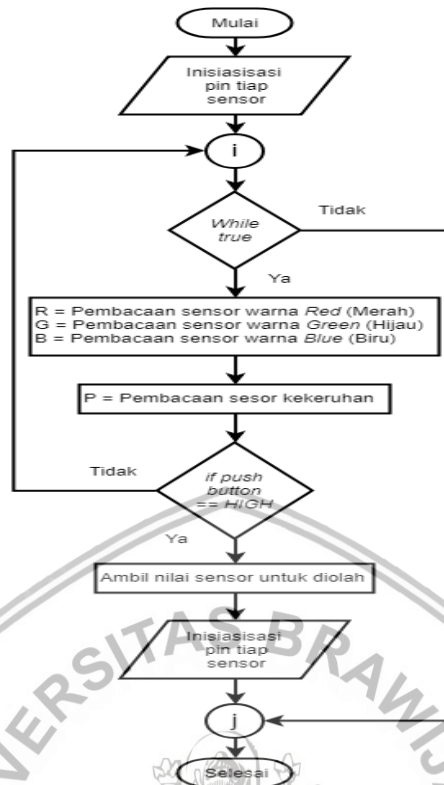 Mulai
Inisiasisasi
pin tiap
sensor
i
While
true
Tidak
Ya
R = Pembacaan sensor warna Red (Merah)
G = Pembacaan sensor warna Green (Hijau)
B = Pembacaan sensor warna Blue (Biru)
P = Pembacaan sesor kekeruhan
Tidak
if push
button
== HIGH
Ya
Ambil nilai sensor untuk diolah
Inisiasisasi
pin tiap
sensor
j
Selesai
ERSITAS BRAWIJ